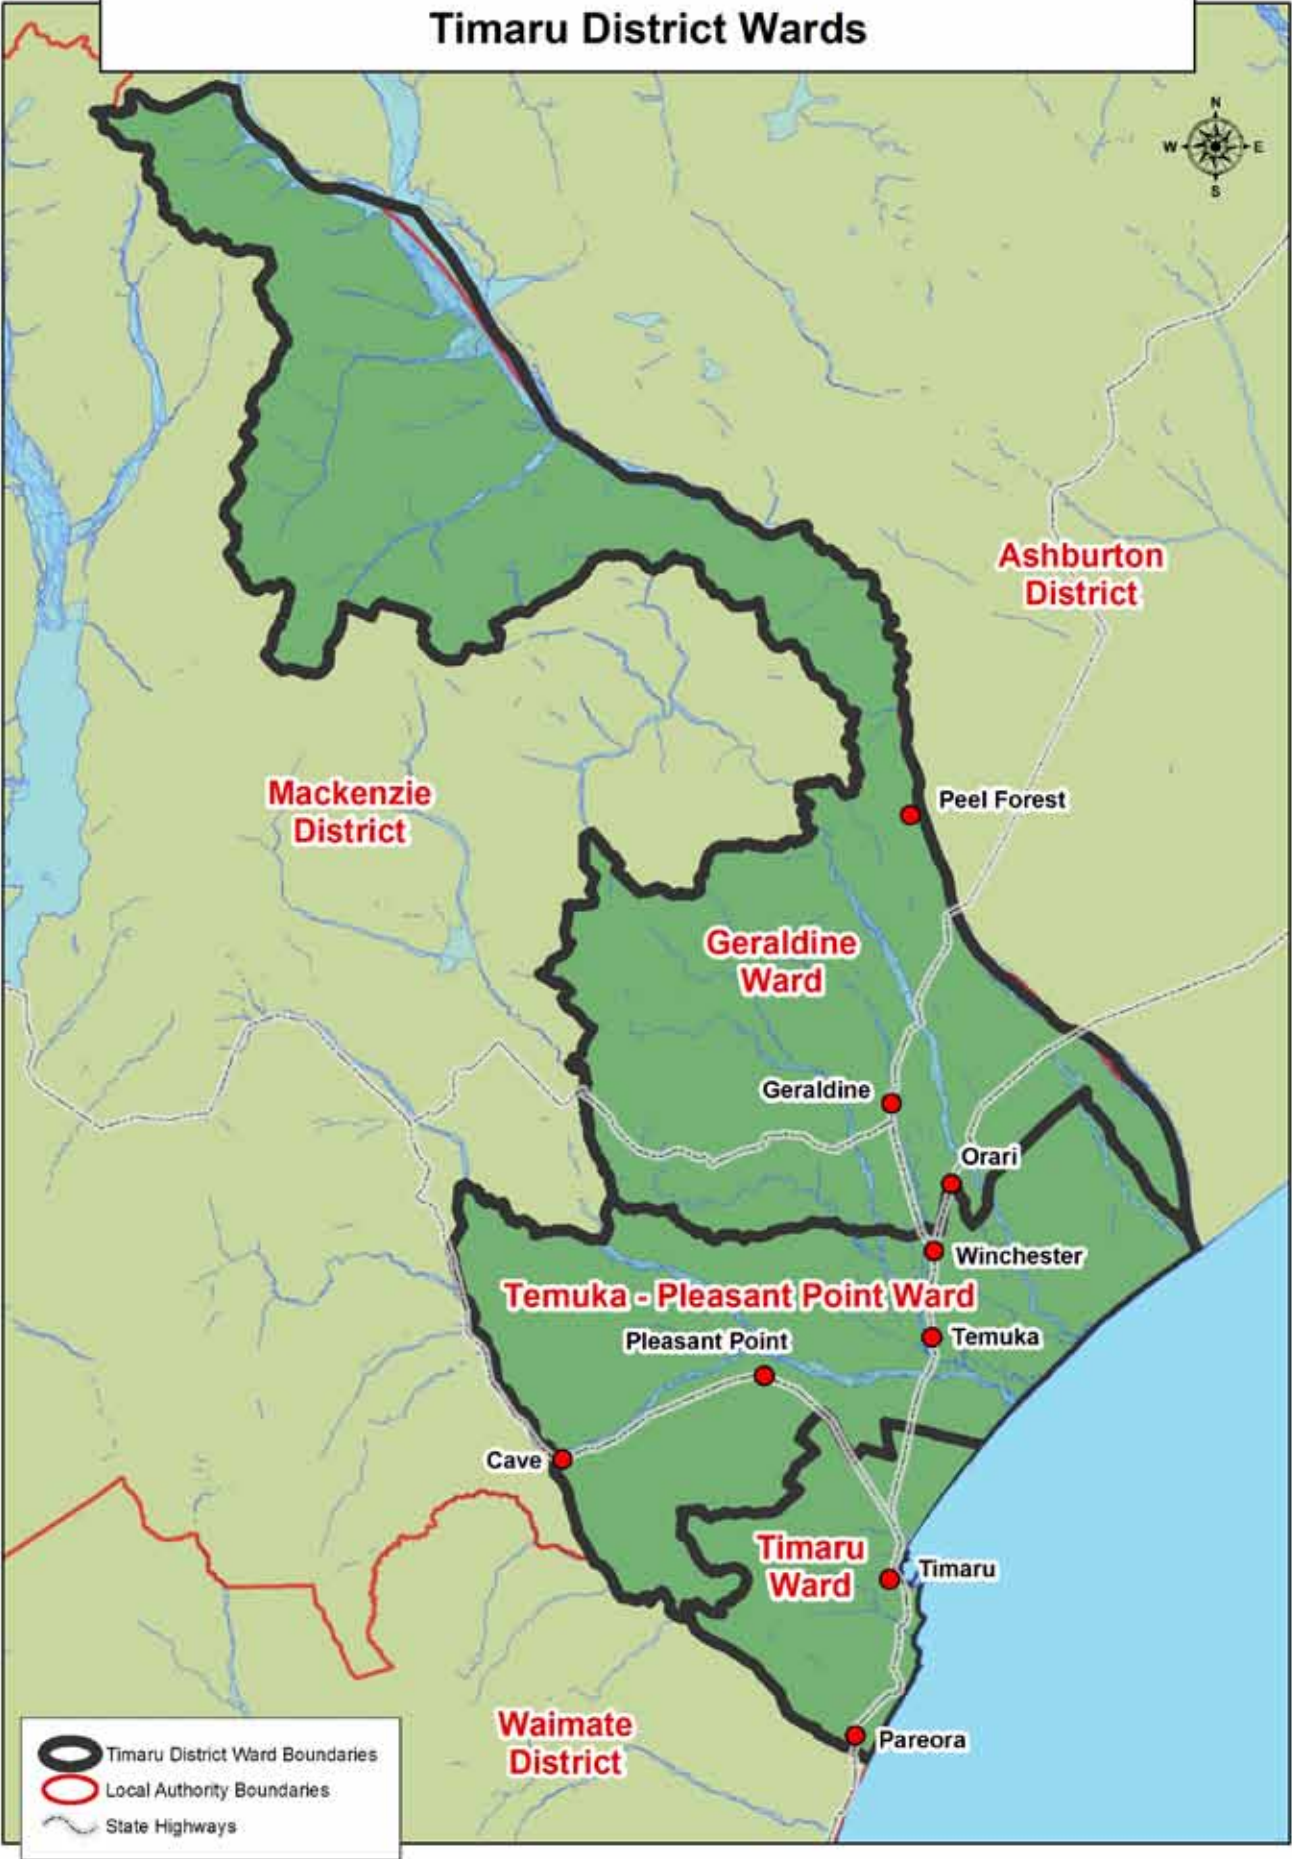 Timaru District Wards
N
W E
S
Ashburton
District
Mackenzie
District
Peel Forest
Geraldine
Ward
Geraldine
Orari
Winchester
Temuka - Pleasant Point Ward
Pleasant Point
Temuka
Cave
Timaru
Ward
Timaru
Waimate
District
Pareora
Timaru District Ward Boundaries
Local Authority Boundaries
State Highways